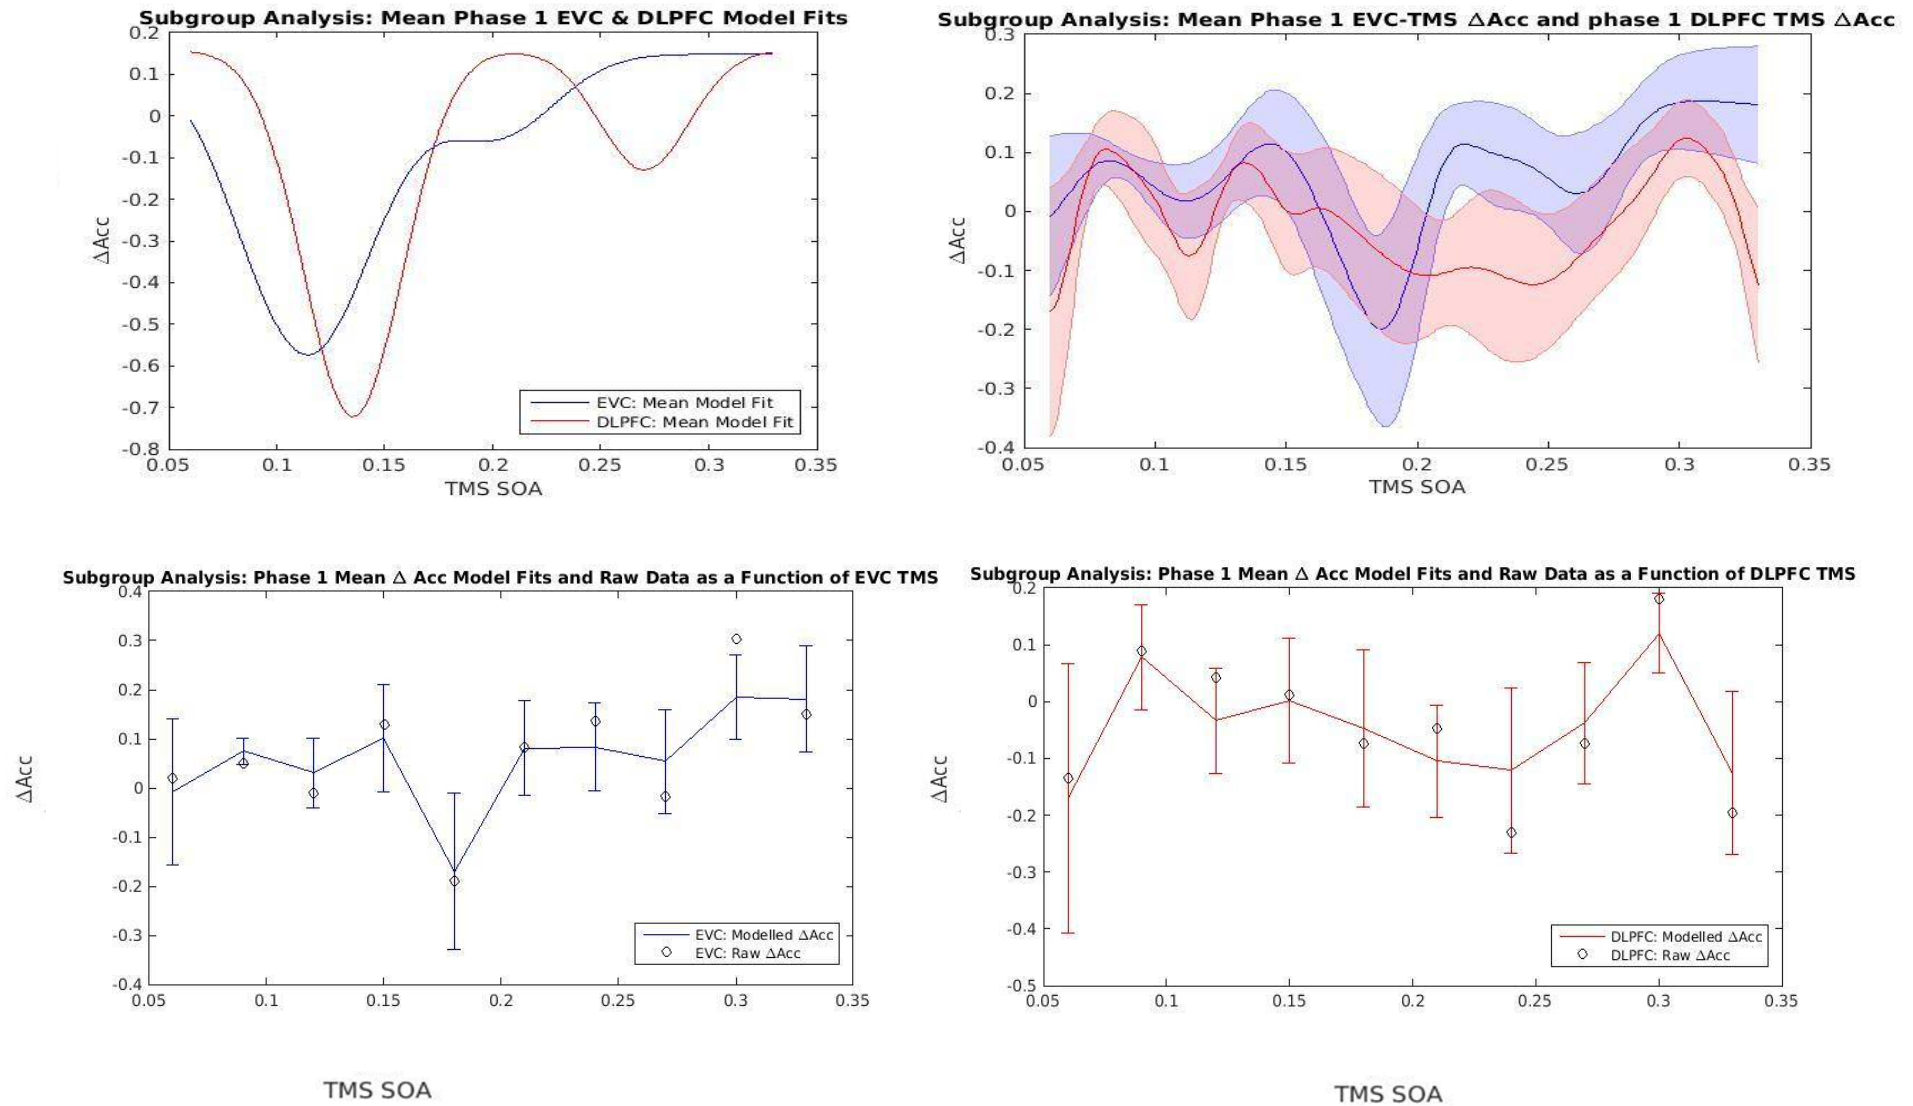 Subgroup Analysis: Mean Phase 1 EVC & DLPFC Model Fits
0.2
0.1
0
-0.1
-0.2
-0.3
-0.4
-0.5
-0.6
-0.7
-0.8
ΔAcc
EVC: Mean Model Fit
DLPFC: Mean Model Fit
0.05 0.1 0.15 0.2 0.25 0.3 0.35
TMS SOA
Subgroup Analysis: Mean Phase 1 EVC-TMS ΔAcc and phase 1 DLPFC TMS ΔAcc
0.3
0.2
0.1
0
-0.1
-0.2
-0.3
-0.4
ΔAcc
0.05 0.1 0.15 0.2 0.25 0.3 0.35
TMS SOA
Subgroup Analysis: Phase 1 Mean Δ Acc Model Fits and Raw Data as a Function of EVC TMS
0.4
0.3
0.2
0.1
0
-0.1
-0.2
-0.3
-0.4
ΔAcc
EVC: Modelled ΔAcc
EVC: Raw ΔAcc
0.05 0.1 0.15 0.2 0.25 0.3 0.35
TMS SOA
Subgroup Analysis: Phase 1 Mean Δ Acc Model Fits and Raw Data as a Function of DLPFC TMS
0.2
0.1
0
-0.1
-0.2
-0.3
-0.4
-0.5
ΔAcc
DLPFC: Modelled ΔAcc
DLPFC: Raw ΔAcc
0.05 0.1 0.15 0.2 0.25 0.3 0.35
TMS SOA